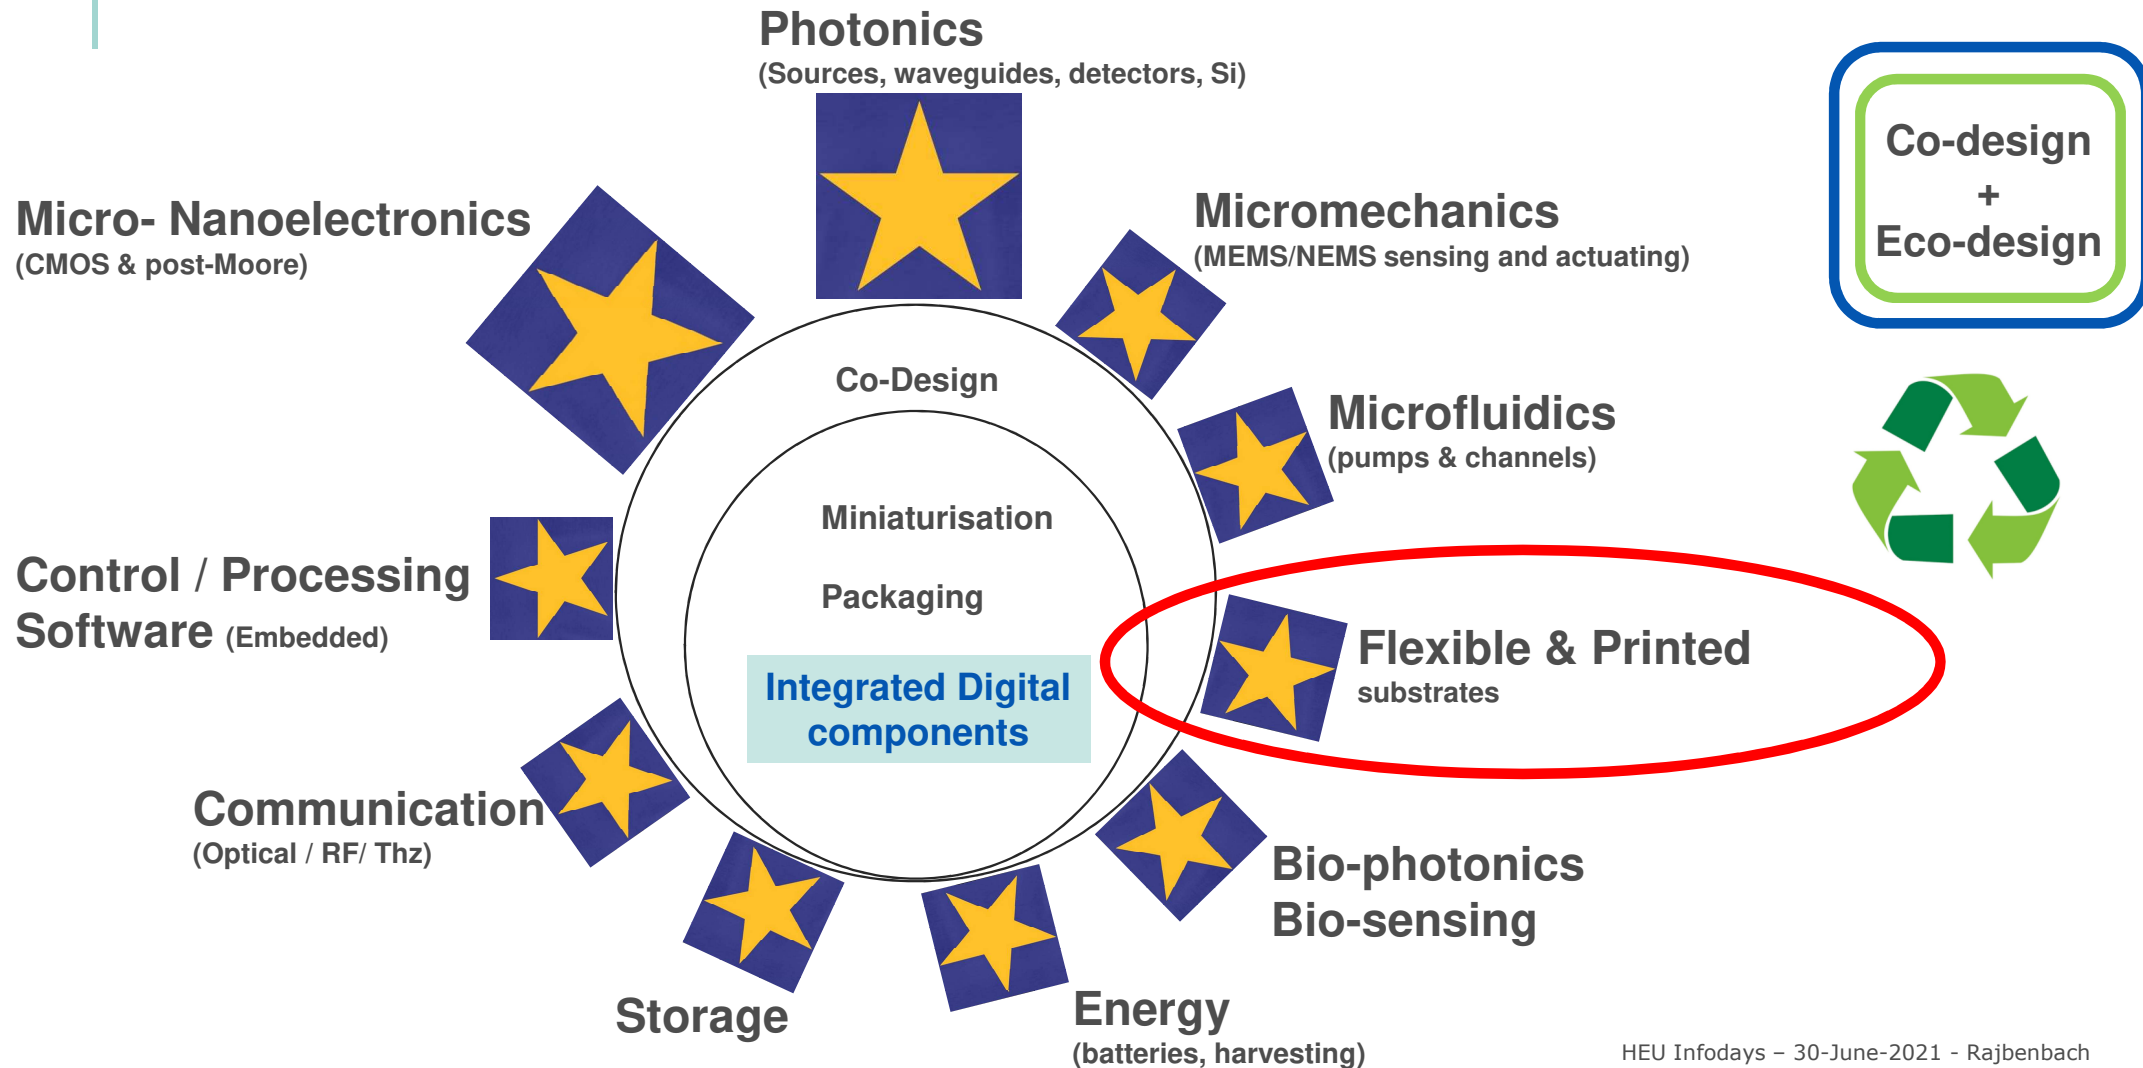 Photonics
(Sources, waveguides, detectors, Si)
Co-design
+
Eco-design
Micro- Nanoelectronics
(CMOS & post-Moore)
Micromechanics
(MEMS/NEMS sensing and actuating)
Co-Design
Microfluidics
(pumps & channels)
Miniaturisation
Packaging
Control / Processing
Software (Embedded)
Flexible & Printed
substrates
Integrated Digital
components
Communication
(Optical / RF/ Thz)
Bio-photonics
Bio-sensing
Storage
Energy
(batteries, harvesting)
HEU Infodays – 30-June-2021 - Rajbenbach